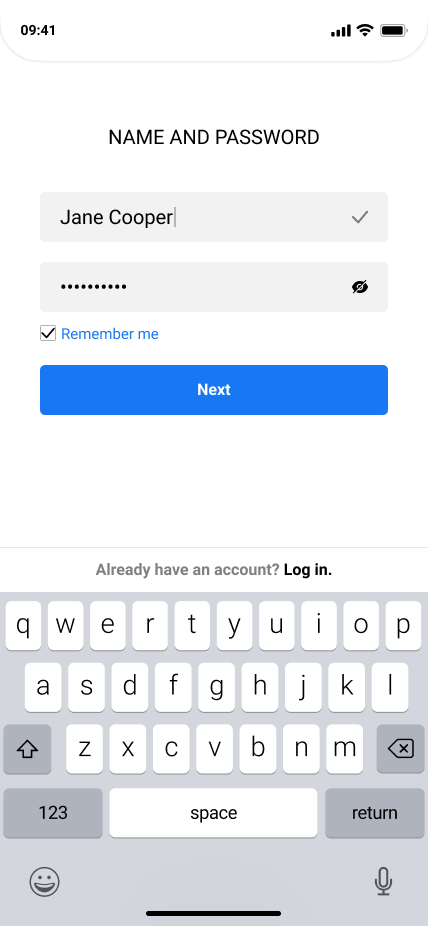 09:41
NAME AND PASSWORD
Jane Cooper
••••••••••
Remember me
Next
Already have an account? Log in.
q w e r t y u i o p
a s d f g h j k l
z x c v b n m
123 space return